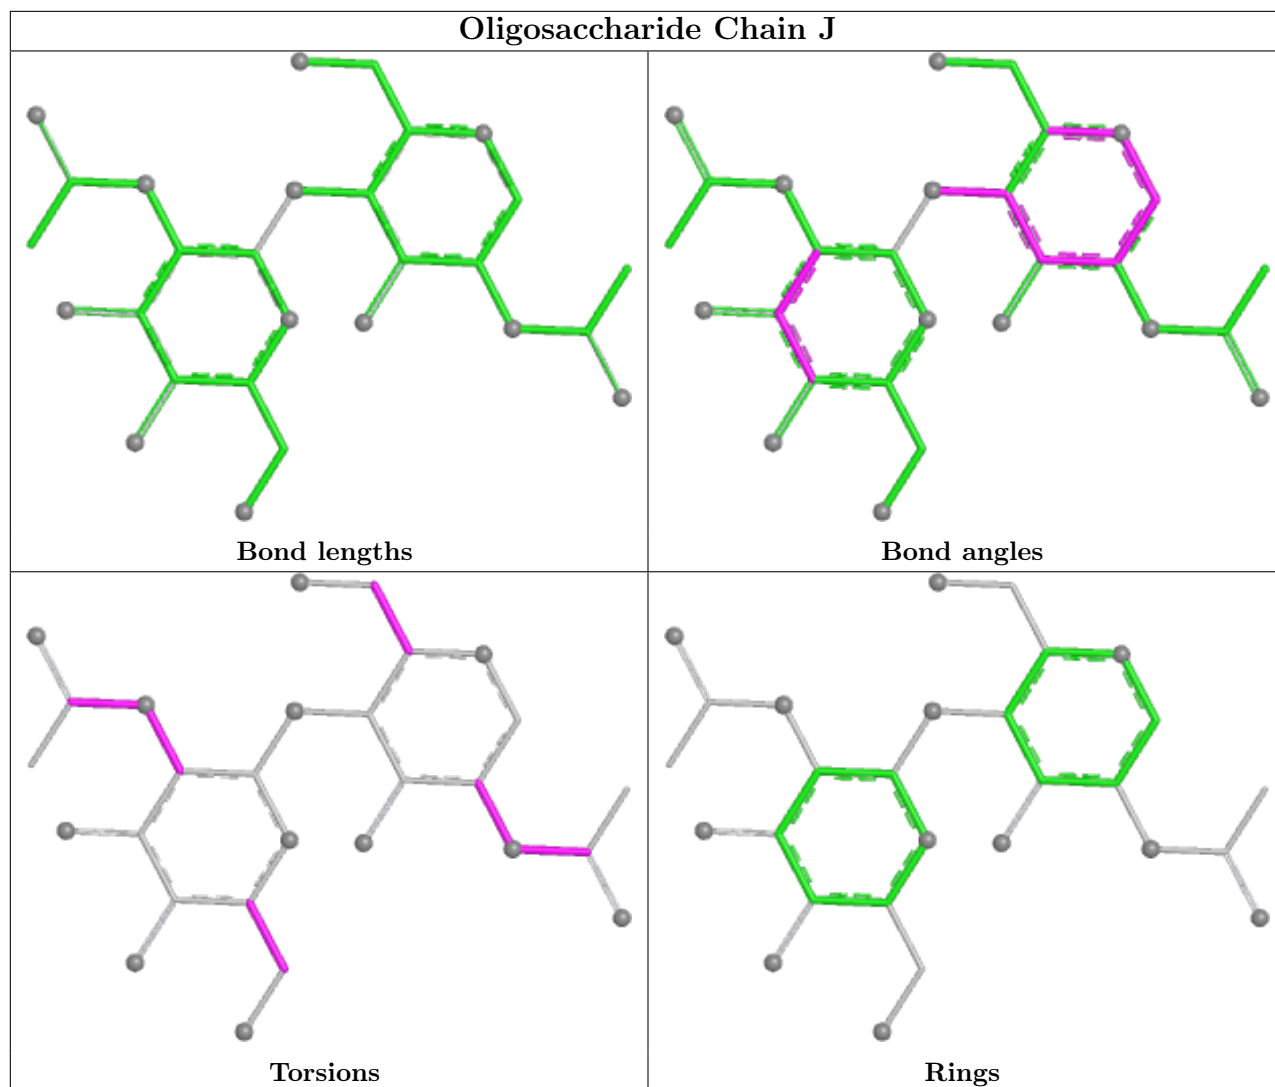 Oligosaccharide Chain J
Bond lengths
Bond angles
Torsions
Rings